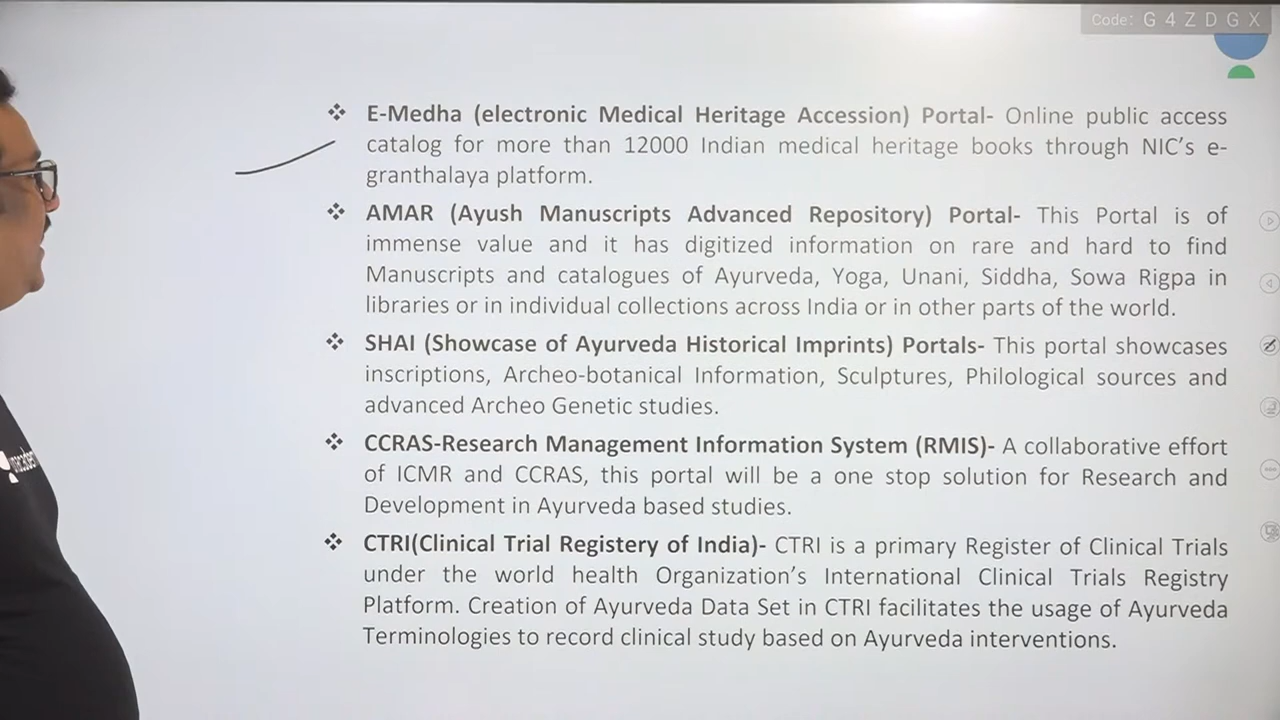 Code: G 4 Z D G X
❖ E-Medha (electronic Medical Heritage Accession) Portal- Online public access
catalog for more than 12000 Indian medical heritage books through NIC's e-
granthalaya platform.
❖ AMAR (Ayush Manuscripts Advanced Repository) Portal- This Portal is of
immense value and it has digitized information on rare and hard to find
Manuscripts and catalogues of Ayurveda, Yoga, Unani, Siddha, Sowa Rigpa in
libraries or in individual collections across India or in other parts of the world.
❖ SHAI (Showcase of Ayurveda Historical Imprints) Portals- This portal showcases
inscriptions, Archeo-botanical Information, Sculptures, Philological sources and
advanced Archeo Genetic studies.
❖ CCRAS-Research Management Information System (RMIS)- A collaborative effort
of ICMR and CCRAS, this portal will be a one stop solution for Research and
Development in Ayurveda based studies.
❖ CTRI(Clinical Trial Registery of India)- CTRI is a primary Register of Clinical Trials
under the world health Organization's International Clinical Trials Registry
Platform. Creation of Ayurveda Data Set in CTRI facilitates the usage of Ayurveda
Terminologies to record clinical study based on Ayurveda interventions.